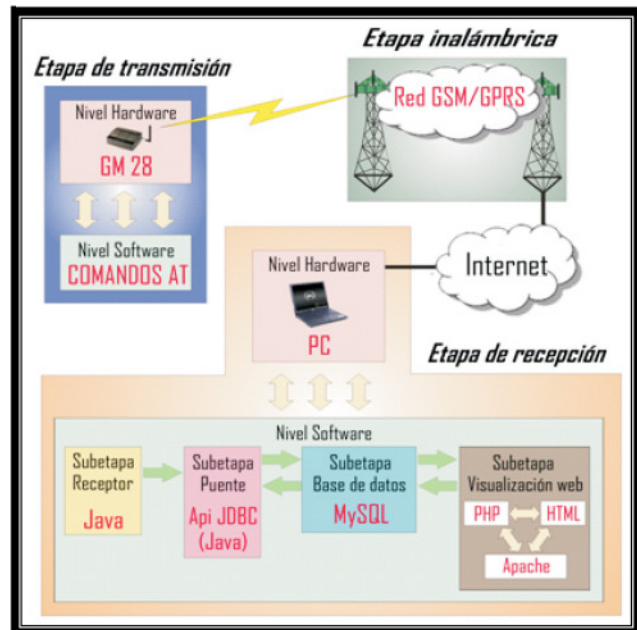 Etapa inalámbrica
Etapa de transmisión
Nivel Hardware
GM 28
Nivel Software
COMANDOS AT
Red GSM/GPRS
Internet
Nivel Hardware
PC
Etapa de recepción
Nivel Software
Subetapa
Receptor
Java
Subetapa
Puente
Api JDBC
(Java)
Subetapa
Base de datos
MySQL
Subetapa
Visualización web
PHP
HTML
Apache